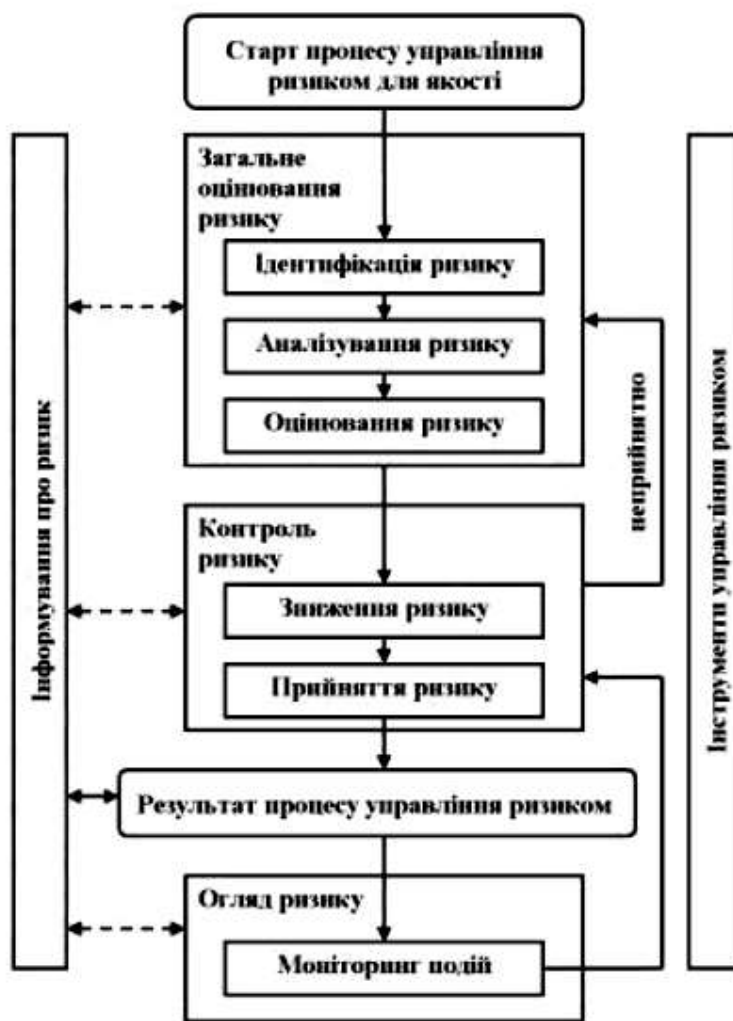 Старт процесу управління
ризиком для якості
Загальне
оцінювання
ризику
Ідентифікація ризику
Аналізування ризику
Оцінювання ризику
неприйнятно
Контроль
ризику
Зниження ризику
Прийняття ризику
Результат процесу управління ризиком
Огляд ризику
Моніторинг подій
Інформування про ризик
Інструменти управління ризиком